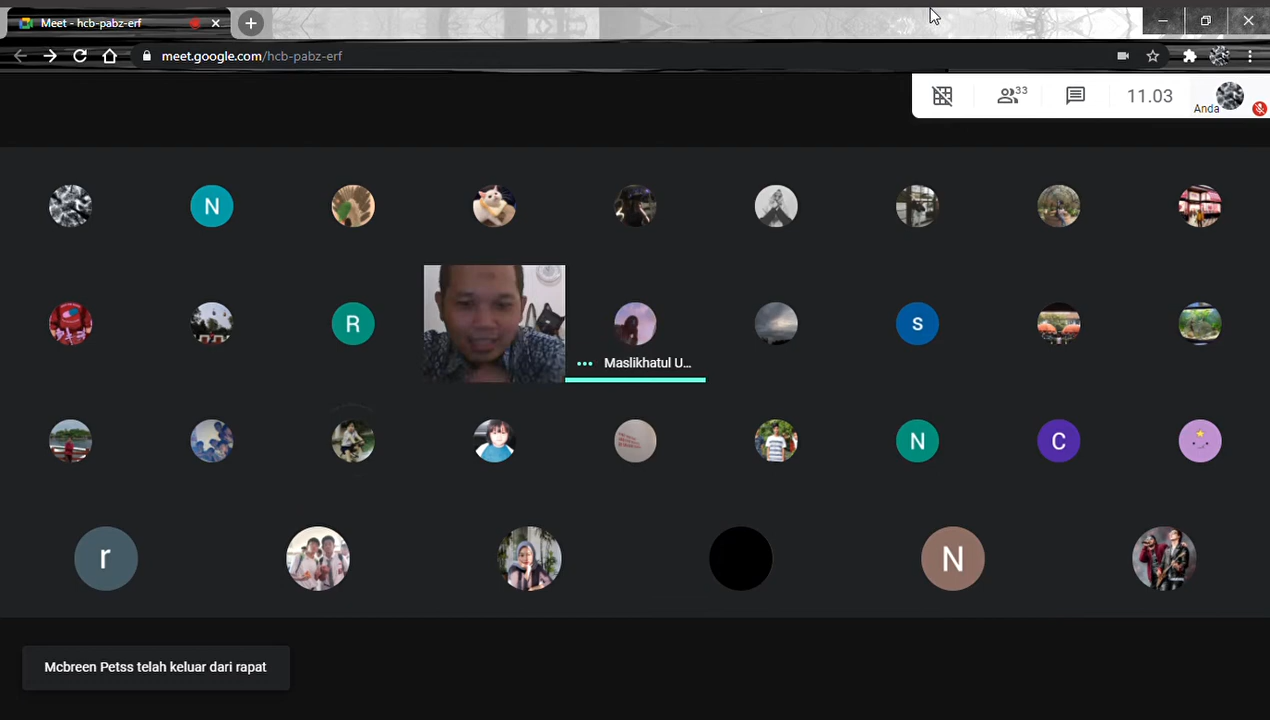 Meet - hcb-pabz-erf
meet.google.com/hcb-pabz-erf
33
11.03
Anda
N
R
Maslikhatul U...
s
N
C
r
N
Mcbreen Petss telah keluar dari rapat